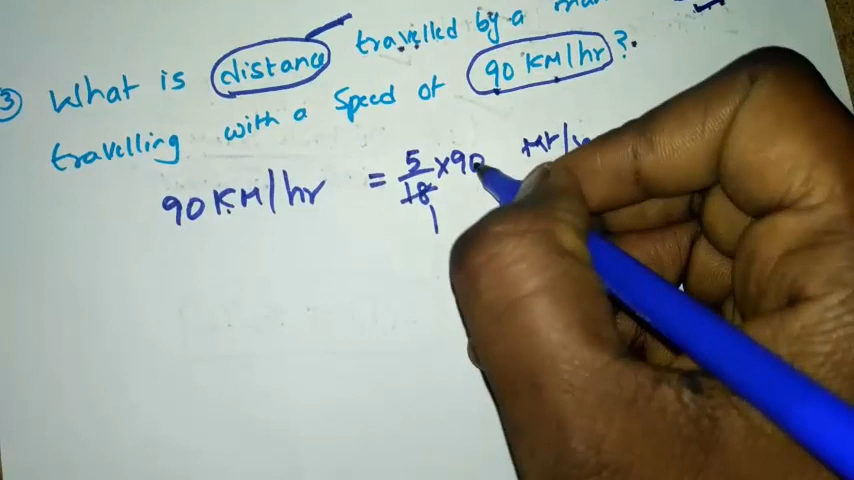 3 What is distance travelled by a man
travelling with a Speed of 90 KM/hr ?
90 KM/hr = 5/18 x 90
1